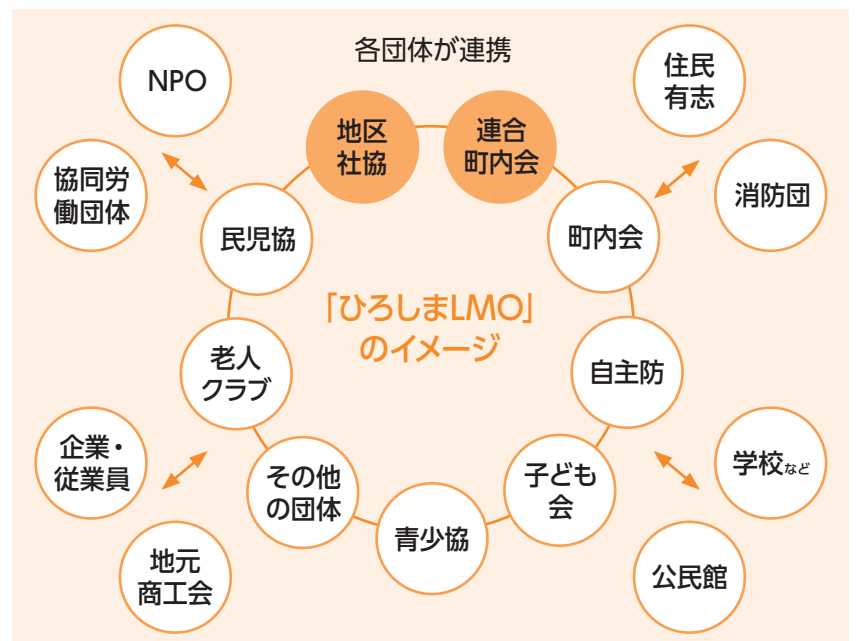 各団体が連携
NPO
協同労
働団体
住民
有志
消防団
地区
社協
連合
町内会
民児協
町内会
「ひろしまLMO」
のイメージ
老人
クラブ
自主防
その他
の団体
青少協
子ども
会
企業・
従業員
地元
商工会
学校など
公民館